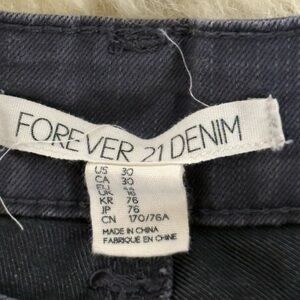 FOREVER 21 DENIM
US 30
CA 30
EU
UK 16
KR 76
JP 76
CN 170/76A
MADE IN CHINA
FABRIQUÉ EN CHINE